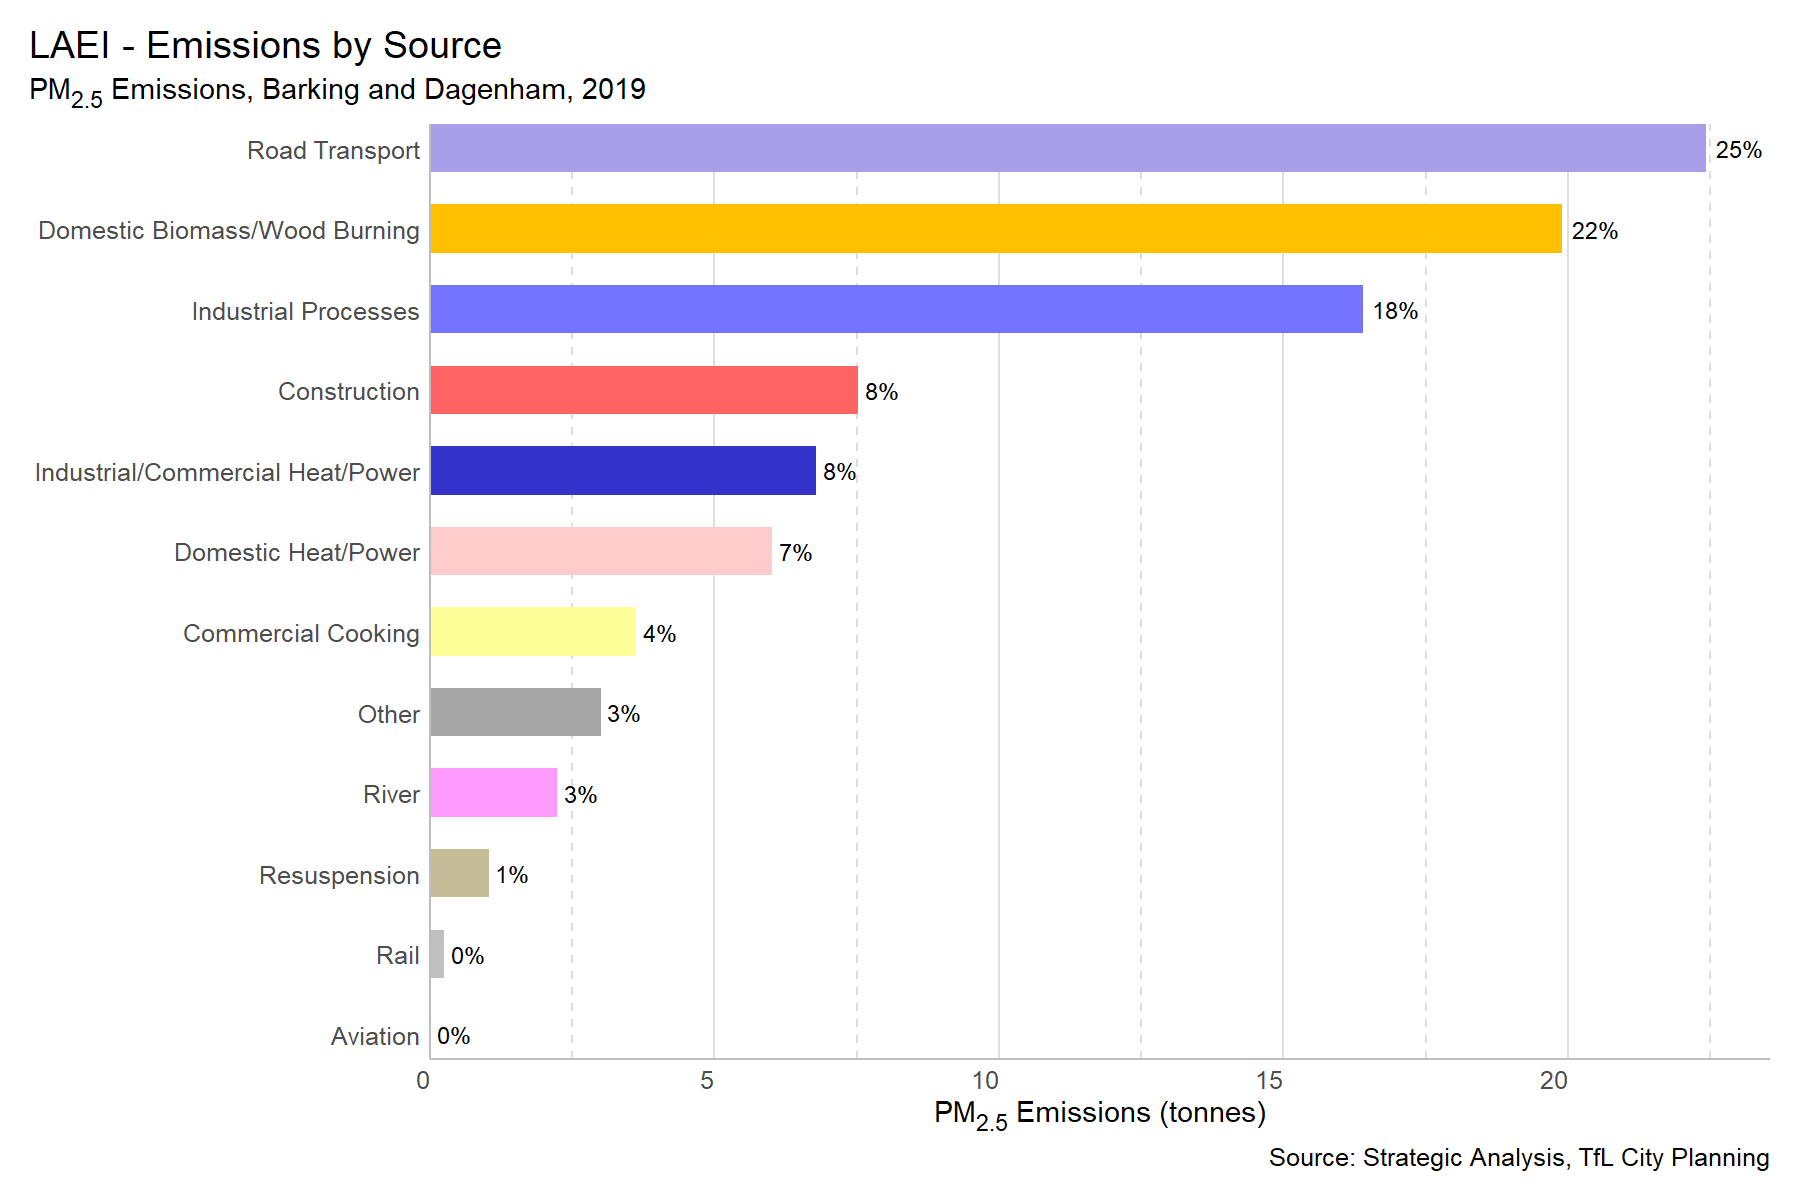 LAEI - Emissions by Source
PM2.5 Emissions, Barking and Dagenham, 2019
Road Transport 25%
Domestic Biomass/Wood Burning 22%
Industrial Processes 18%
Construction 8%
Industrial/Commercial Heat/Power 8%
Domestic Heat/Power 7%
Commercial Cooking 4%
Other 3%
River 3%
Resuspension 1%
Rail 0%
Aviation 0%
0 5 10 15 20
PM2.5 Emissions (tonnes)
Source: Strategic Analysis, TfL City Planning